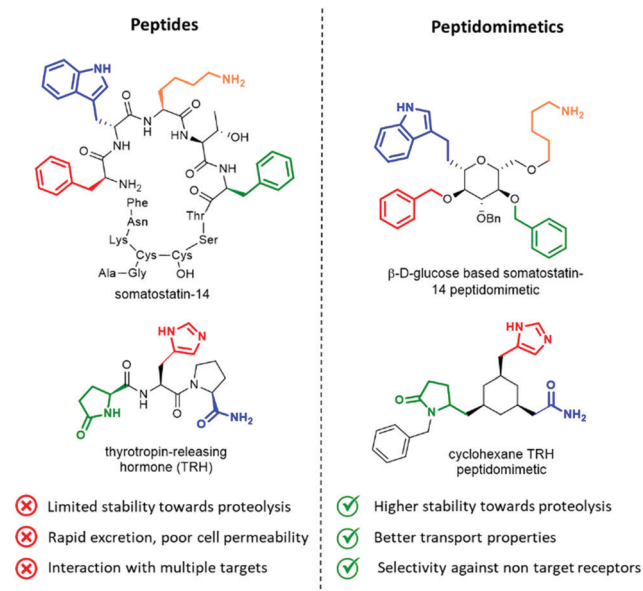 Peptides
NH
NH₂
O
O
H
N
N
H
OH
N
H
O
O
NH₂
N
H
O
Phe
Asn
Lys
Cys
Cys
Ala
Gly
OH
Thr
Ser
somatostatin-14
HN
N
O
O
NH
N
H
O
N
O
NH₂
thyrotropin-releasing
hormone (TRH)
Limited stability towards proteolysis
Rapid excretion, poor cell permeability
Interaction with multiple targets
Peptidomimetics
HN
NH₂
O
O
O
O
OBn
β-D-glucose based somatostatin-
14 peptidomimetic
HN
N
O
N
O
NH₂
cyclohexane TRH
peptidomimetic
Higher stability towards proteolysis
Better transport properties
Selectivity against non target receptors